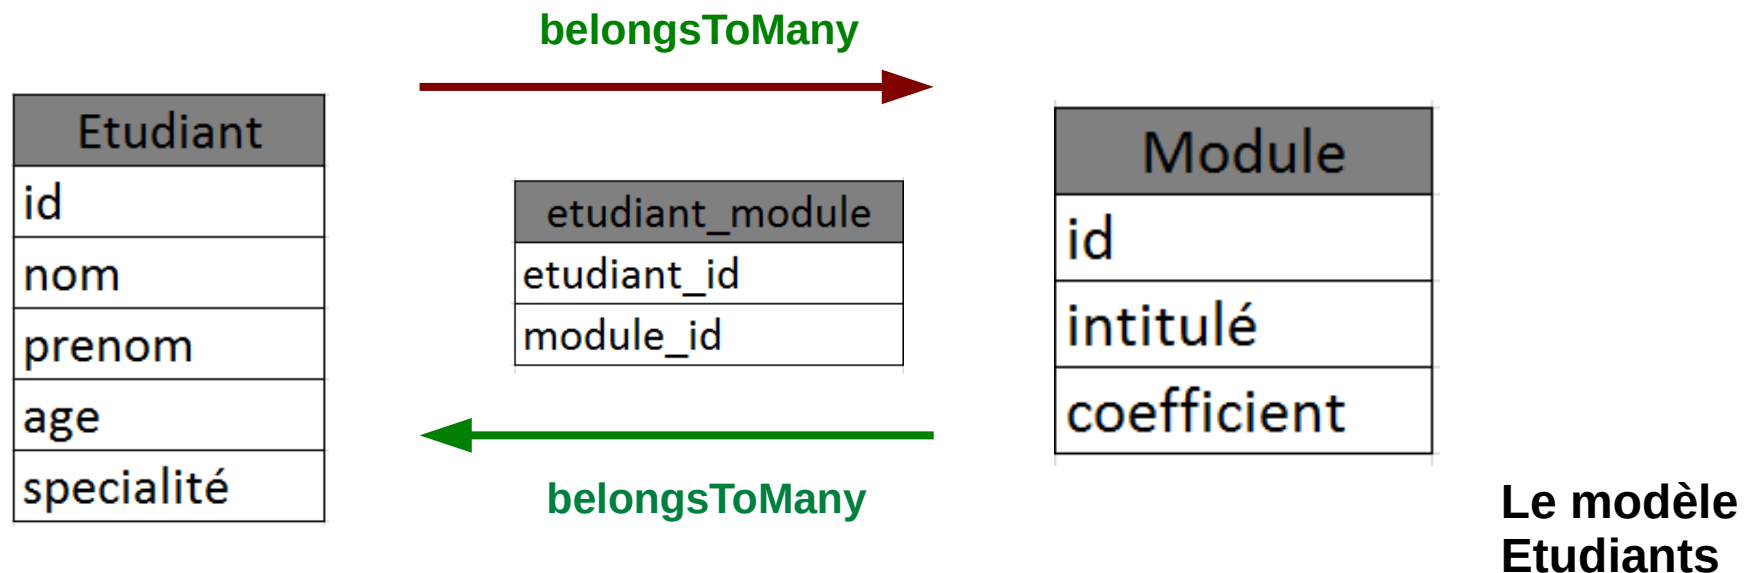 belongsToMany
Etudiant
id
nom
prenom
age
specialité
etudiant_module
etudiant_id
module_id
Module
id
intitulé
coefficient
belongsToMany
Le modèle
Etudiants